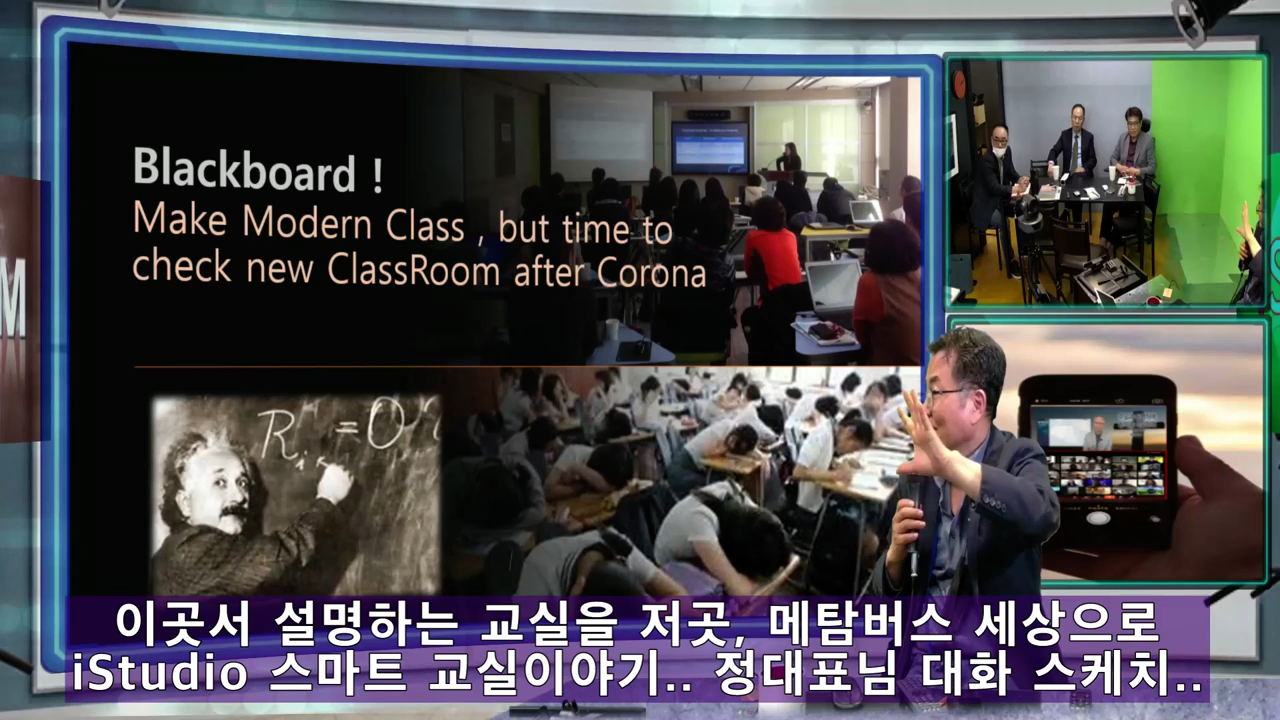 Blackboard !
Make Modern Class , but time to
check new ClassRoom after Corona
M
이곳서 설명하는 교실을 저곳, 메탐버스 세상으로
iStudio 스마트 교실이야기.. 정대표님 대화 스케치..